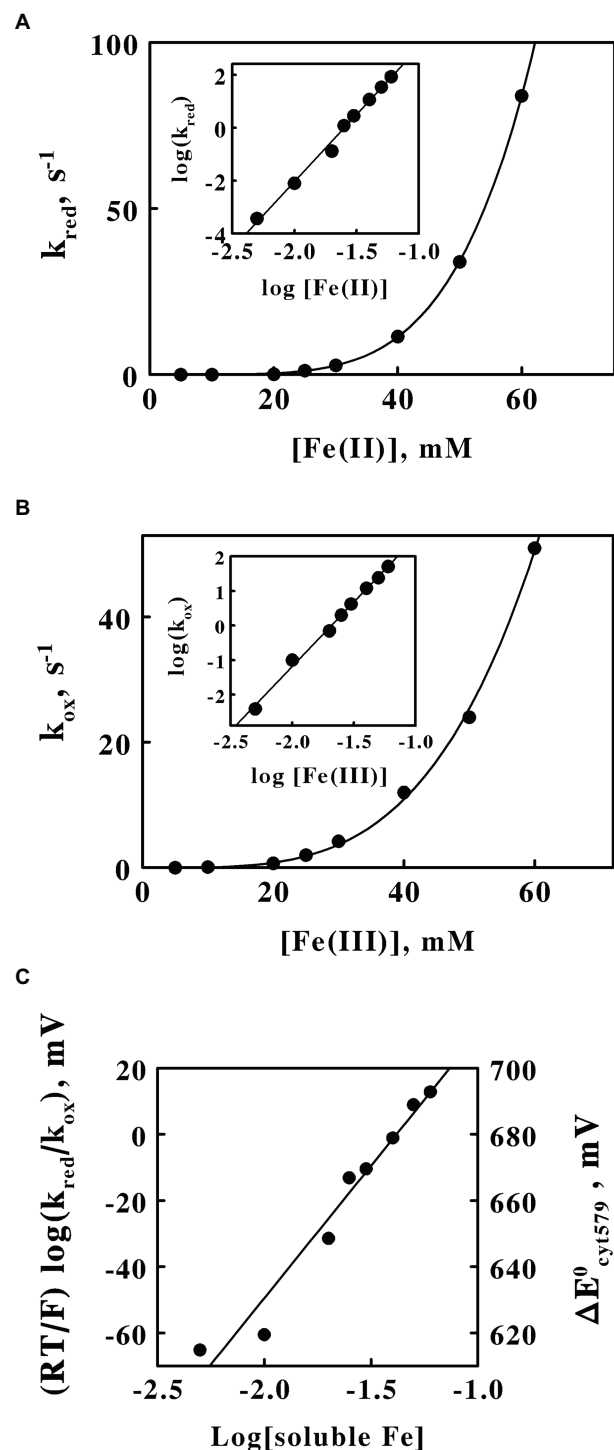 A
100
50
0
k_red, s^-1
2
0
-2
-4
log(k_red)
-2.5 -2.0 -1.5 -1.0
log [Fe(II)]
0 20 40 60
[Fe(II)], mM
B
40
20
0
k_ox, s^-1
2
1
0
-1
-2
log(k_ox)
-2.5 -2.0 -1.5 -1.0
log [Fe(III)]
0 20 40 60
[Fe(III)], mM
C
20
0
-20
-40
-60
(RT/F) log(k_red/k_ox), mV
700
680
660
640
620
ΔE^0_cyt579 , mV
-2.5 -2.0 -1.5 -1.0
Log[soluble Fe]